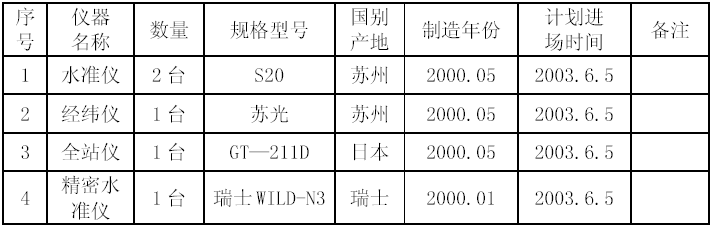 序号 仪器名称 数量 规格型号 国别产地 制造年份 计划进场时间 备注
1 水准仪 2台 S20 苏州 2000.05 2003.6.5
2 经纬仪 1台 苏光 苏州 2000.05 2003.6.5
3 全站仪 1台 GT—211D 日本 2000.05 2003.6.5
4 精密水准仪 1台 瑞士WILD-N3 瑞士 2000.01 2003.6.5